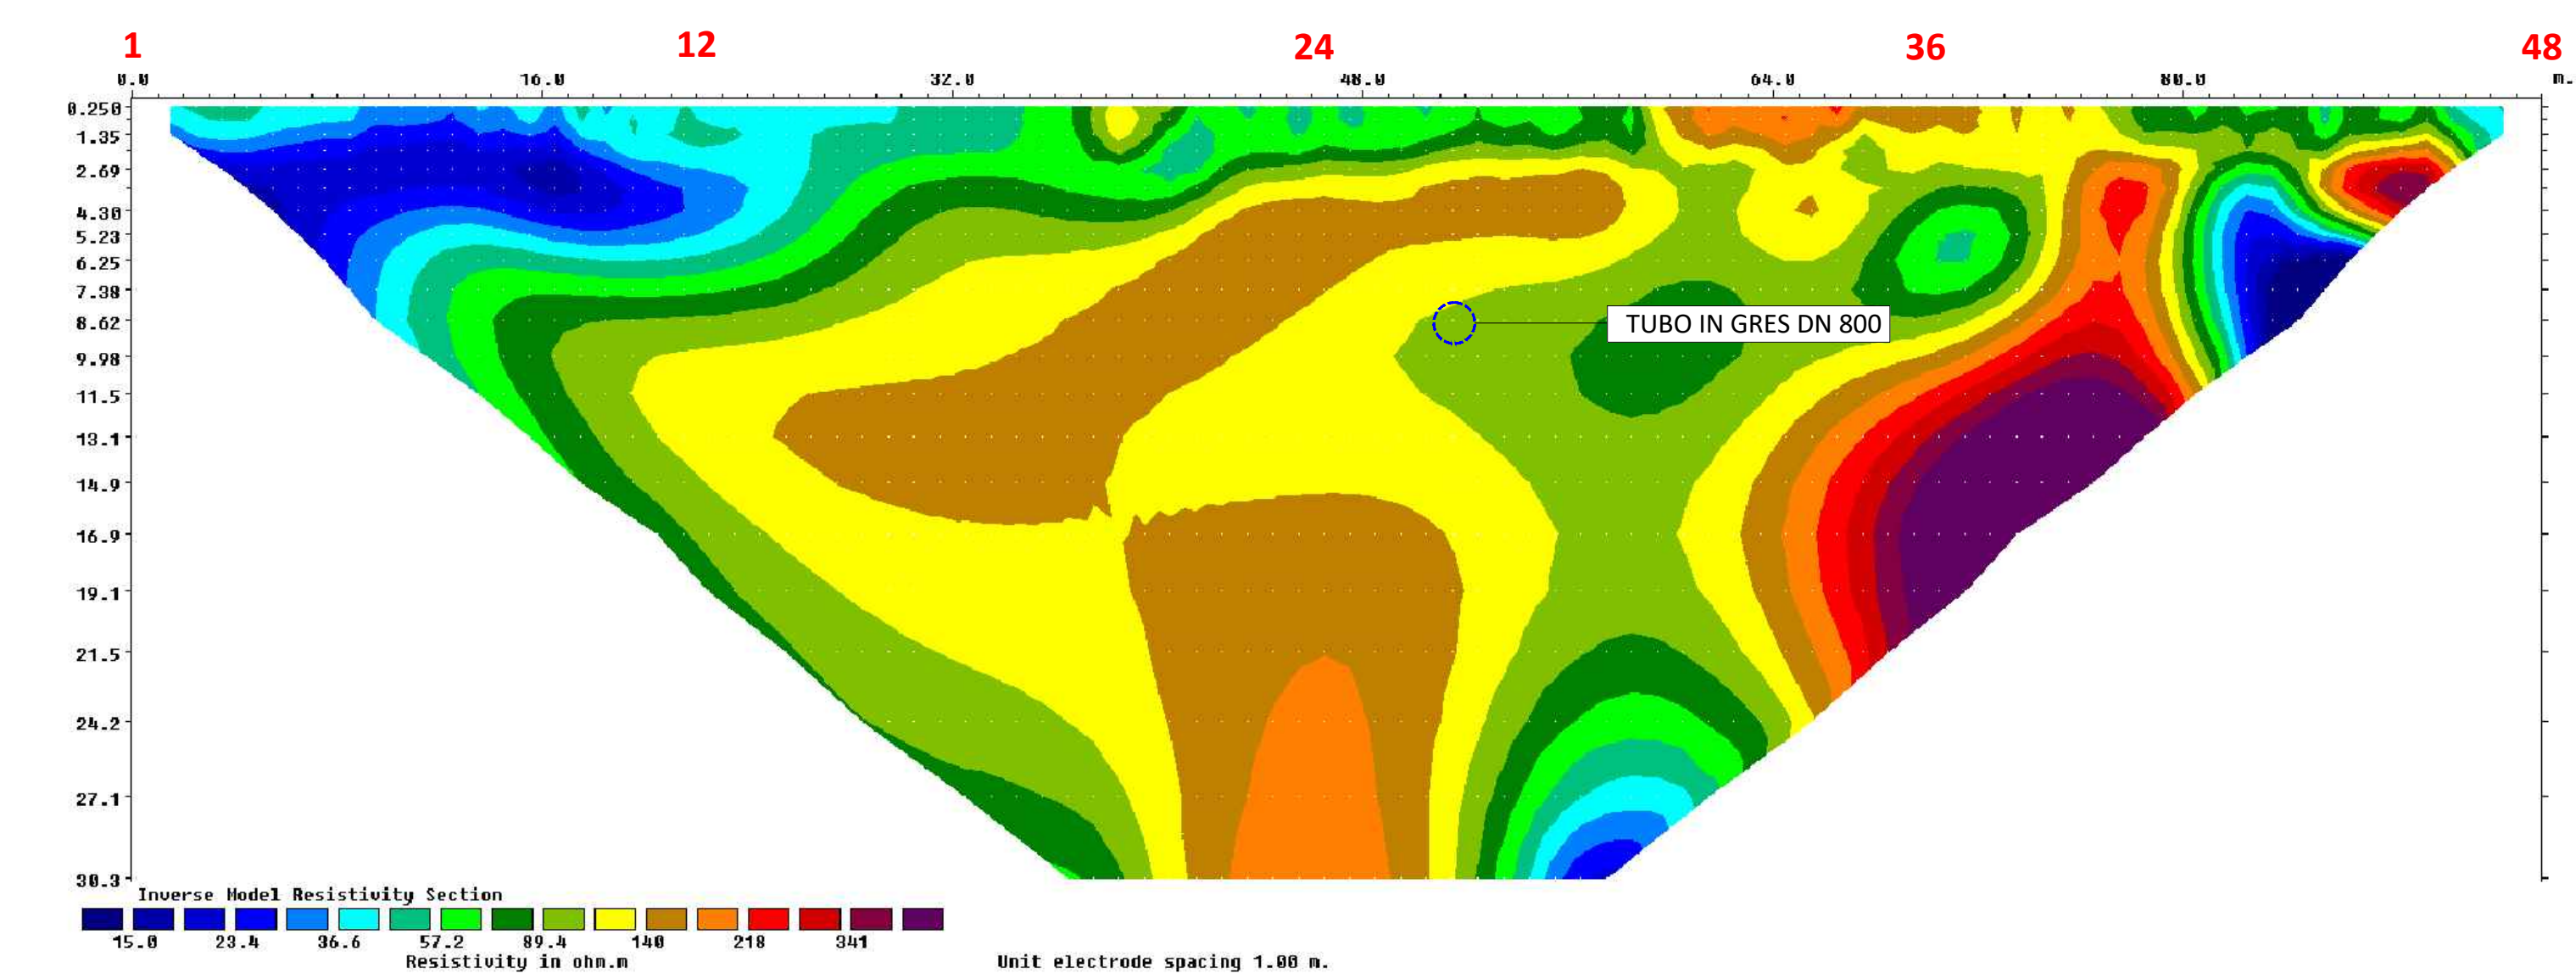 1 12 24 36 48
0.0 16.0 32.0 48.0 64.0 80.0 m.
0.250
1.35
2.69
4.30
5.23
6.25
7.38
8.62
TUBO IN GRES DN 800
9.98
11.5
13.1
14.9
16.9
19.1
21.5
24.2
27.1
30.3
Inverse Model Resistivity Section
15.0 23.4 36.6 57.2 89.4 140 218 341
Resistivity in ohm.m
Unit electrode spacing 1.00 m.